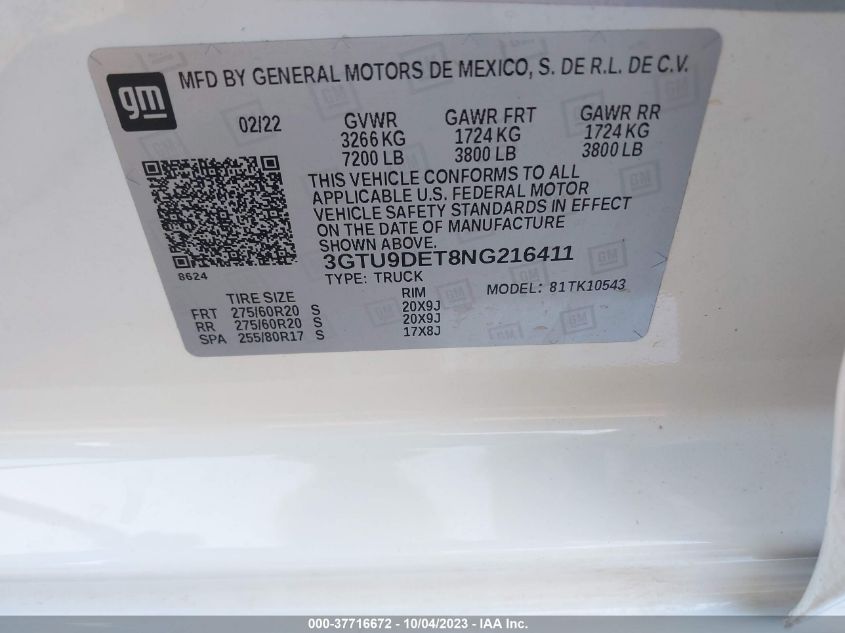 gm
MFD BY GENERAL MOTORS DE MEXICO, S. DE R.L. DE C.V.
02/22 GVWR GAWR FRT GAWR RR
3266 KG 1724 KG 1724 KG
7200 LB 3800 LB 3800 LB
THIS VEHICLE CONFORMS TO ALL
APPLICABLE U.S. FEDERAL MOTOR
VEHICLE SAFETY STANDARDS IN EFFECT
ON THE DATE OF MANUFACTURE
SHOWN ABOVE.
8624
3GTU9DET8NG216411
TYPE: TRUCK MODEL: 81TK10543
TIRE SIZE RIM
FRT 275/60R20 S 20X9J
RR 275/60R20 S 20X9J
SPA 255/80R17 S 17X8J
000-37716672 - 10/04/2023 - IAA Inc.